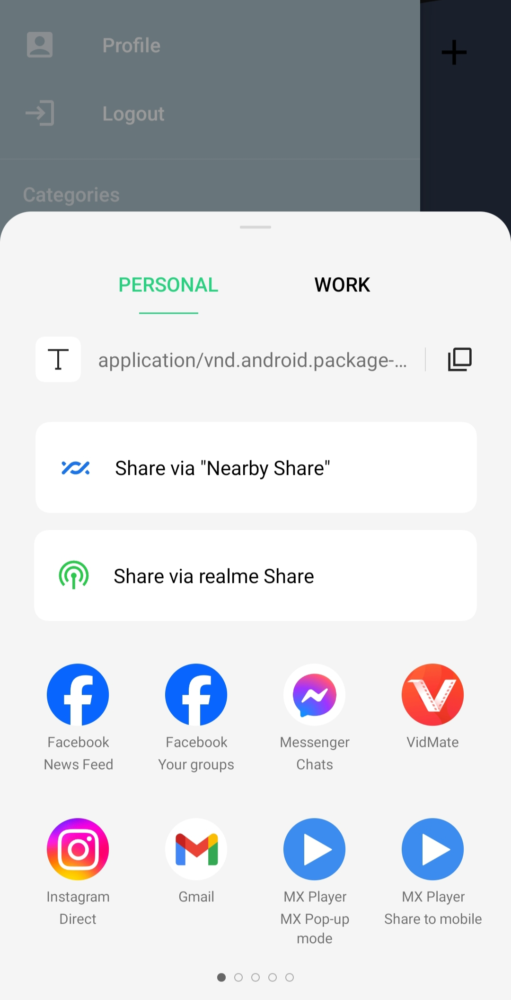 Profile
Logout
Categories
PERSONAL WORK
application/vnd.android.package-...
Share via "Nearby Share"
Share via realme Share
Facebook
News Feed
Facebook
Your groups
Messenger
Chats
VidMate
Instagram
Direct
Gmail
MX Player
MX Pop-up
mode
MX Player
Share to mobile